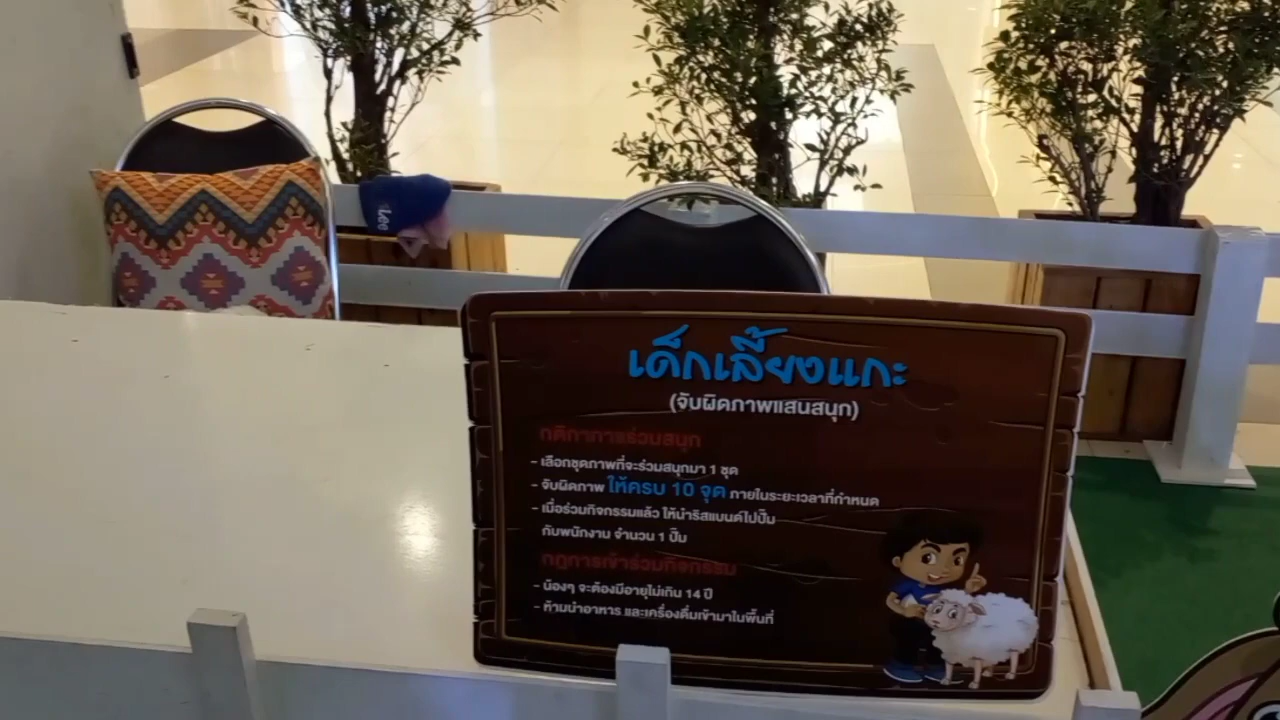 Lee
เด็กเลี้ยงแกะ
(จับผิดภาพแสนสนุก)
กติกาการร่วมสนุก
- เลือกชุดภาพที่จะร่วมสนุกมา 1 ชุด
- จับผิดภาพ ให้ครบ 10 จุด ภายในระยะเวลาที่กำหนด
- เมื่อร่วมกิจกรรมแล้ว ให้นำริสแบนด์ไปปั๊ม
กับพนักงาน จำนวน 1 ปั๊ม
กฎการเข้าร่วมกิจกรรม
- น้องๆ จะต้องมีอายุไม่เกิน 14 ปี
- ห้ามนำอาหาร และเครื่องดื่มเข้ามาในพื้นที่